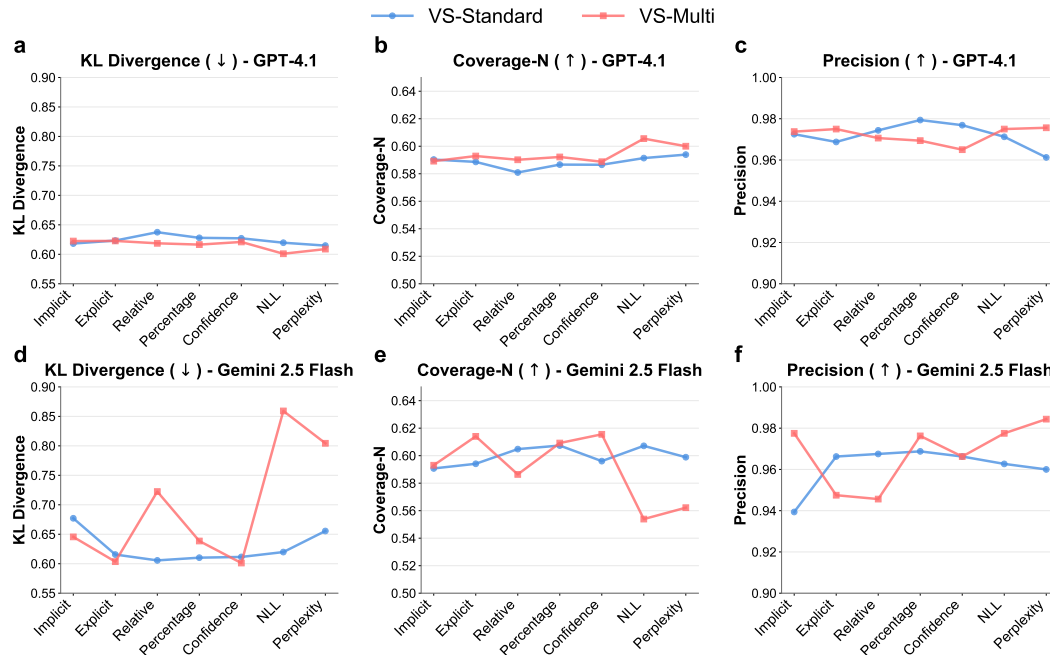 VS-Standard VS-Multi
a b c
KL Divergence ( ↓ ) - GPT-4.1 Coverage-N ( ↑ ) - GPT-4.1 Precision ( ↑ ) - GPT-4.1
KL Divergence
0.90
0.85
0.80
0.75
0.70
0.65
0.60
0.55
Implicit Explicit Relative Percentage Confidence NLL Perplexity
Coverage-N
0.64
0.62
0.60
0.58
0.56
0.54
0.52
0.50
Implicit Explicit Relative Percentage Confidence NLL Perplexity
Precision
1.00
0.98
0.96
0.94
0.92
0.90
Implicit Explicit Relative Percentage Confidence NLL Perplexity
d e f
KL Divergence ( ↓ ) - Gemini 2.5 Flash Coverage-N ( ↑ ) - Gemini 2.5 Flash Precision ( ↑ ) - Gemini 2.5 Flash
KL Divergence
0.90
0.85
0.80
0.75
0.70
0.65
0.60
0.55
Implicit Explicit Relative Percentage Confidence NLL Perplexity
Coverage-N
0.64
0.62
0.60
0.58
0.56
0.54
0.52
0.50
Implicit Explicit Relative Percentage Confidence NLL Perplexity
Precision
1.00
0.98
0.96
0.94
0.92
0.90
Implicit Explicit Relative Percentage Confidence NLL Perplexity